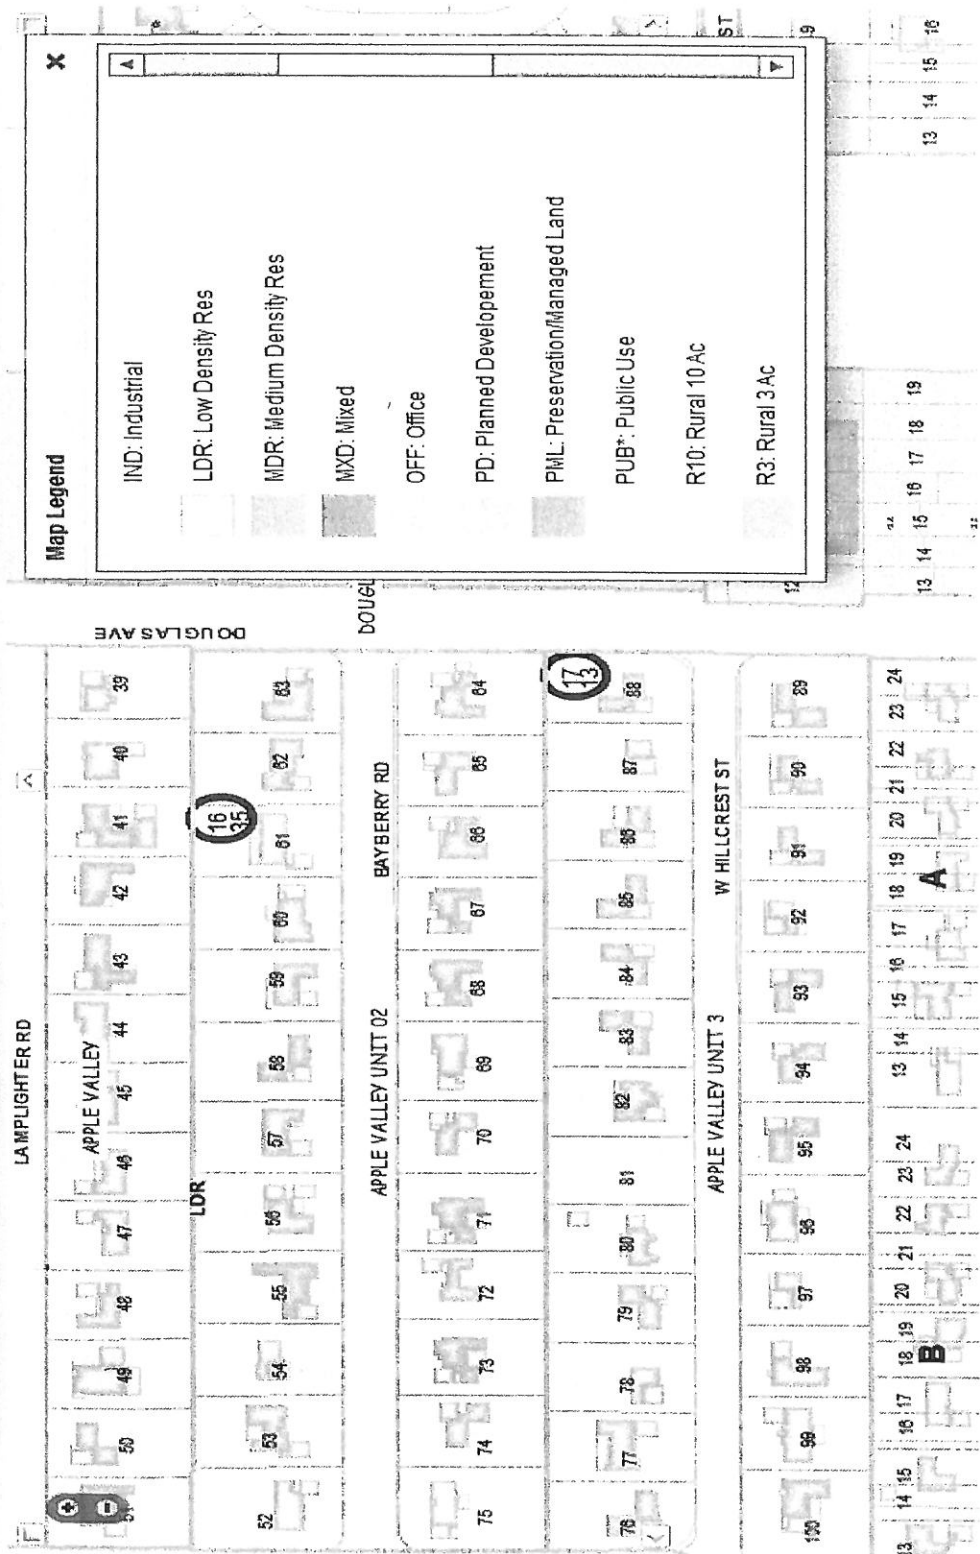 LAMPLIGHTER RD
50 49 48 47 46 45 44 43 42 41 40 39
APPLE VALLEY
DOUGLAS AVE
LDR
16
35
52 53 54 55 56 57 58 59 60 61 62 63
APPLE VALLEY UNIT 02
BAYBERRY RD
DOUGL
75 74 73 72 71 70 69 68 67 66 65 64
17
13
76 77 78 79 80 81 82 83 84 85 86 87 88
APPLE VALLEY UNIT 3
W HILLCREST ST
100 99 98 97 96 95 94 93 92 91 90 89
13 14 15 16 17 18 19 20 21 22 23 24 13 14 15 16 17 18 19 20 21 22 23 24
B
A
Map Legend
X
IND: Industrial
LDR: Low Density Res
MDR: Medium Density Res
MXD: Mixed
OFF: Office
PD: Planned Developement
PML: Preservation/Managed Land
PUB*: Public Use
R10: Rural 10 Ac
R3: Rural 3 Ac
ST
12
13 14 15 16 17 18 19
13 14 15 16